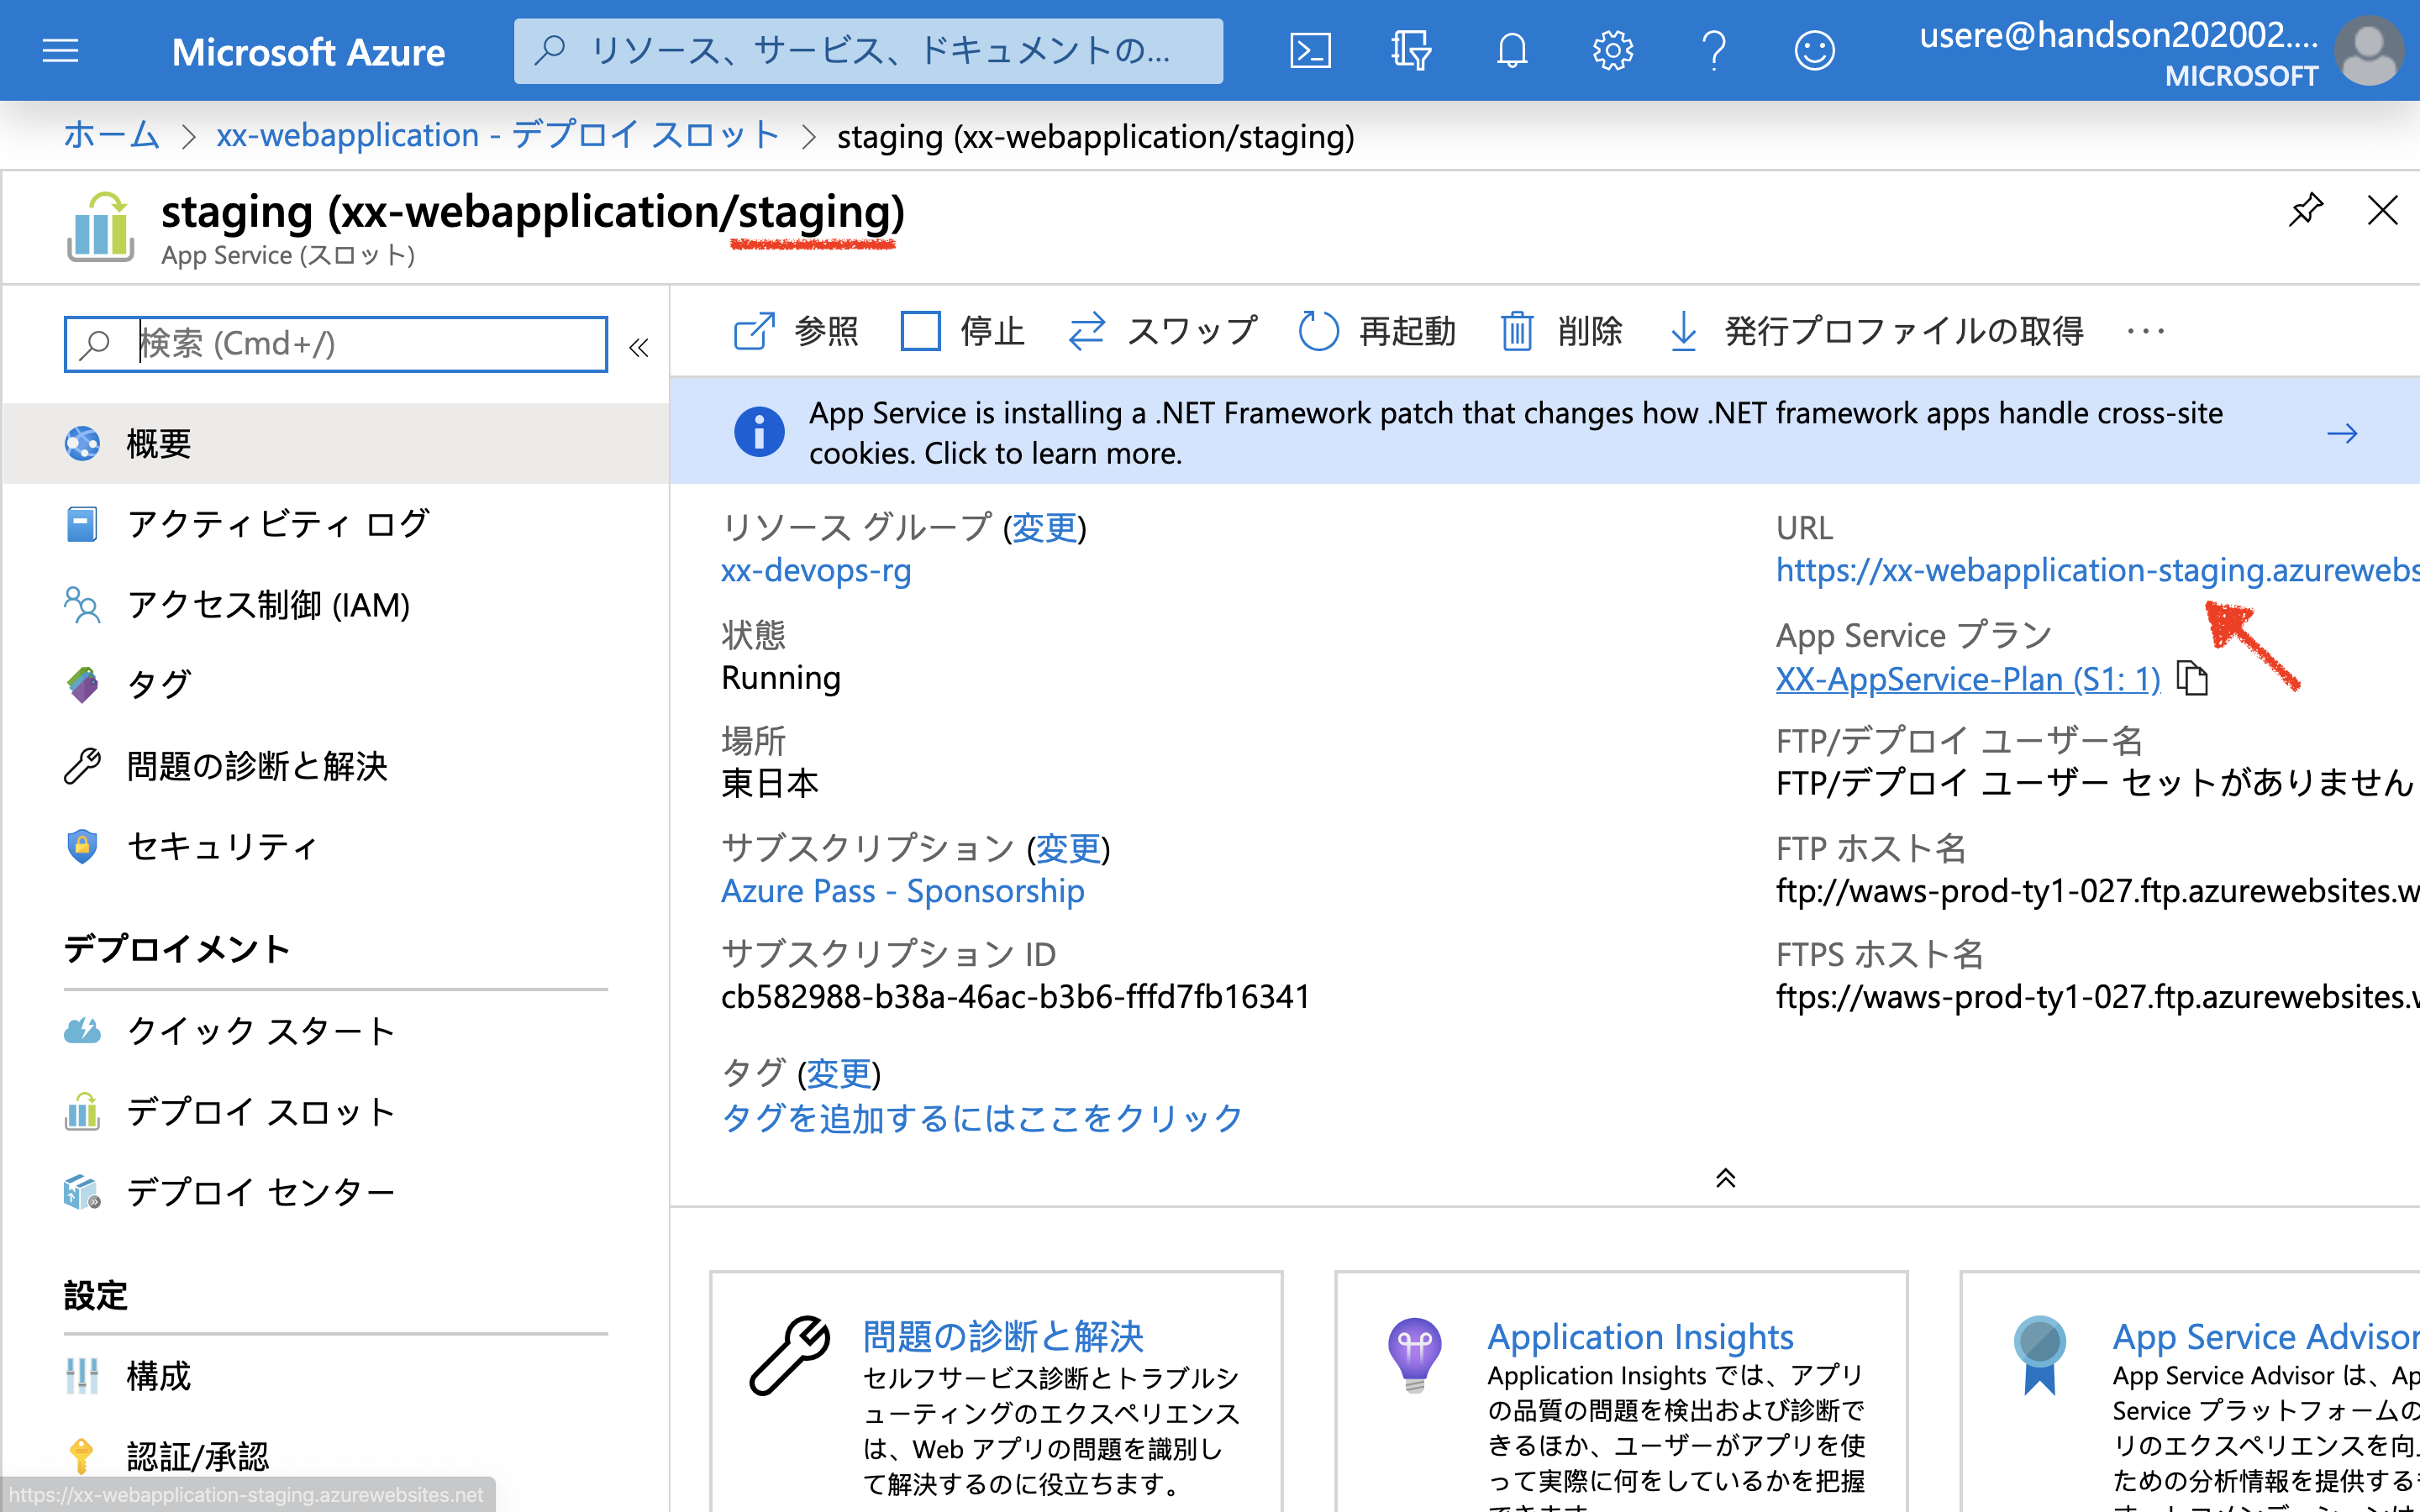 Microsoft Azure
リソース、サービス、ドキュメントの...
usere@handson202002....
MICROSOFT
ホーム > xx-webapplication - デプロイ スロット > staging (xx-webapplication/staging)
staging (xx-webapplication/staging)
App Service (スロット)
検索 (Cmd+/)
«
参照
停止
スワップ
再起動
削除
発行プロファイルの取得
...
App Service is installing a .NET Framework patch that changes how .NET framework apps handle cross-site
cookies. Click to learn more.
概要
アクティビティ ログ
アクセス制御 (IAM)
タグ
問題の診断と解決
セキュリティ
デプロイメント
クイック スタート
デプロイ スロット
デプロイ センター
設定
構成
認証/承認
https://xx-webapplication-staging.azurewebsites.net
リソース グループ (変更)
xx-devops-rg
状態
Running
場所
東日本
サブスクリプション (変更)
Azure Pass - Sponsorship
サブスクリプション ID
cb582988-b38a-46ac-b3b6-fffd7fb16341
タグ (変更)
タグを追加するにはここをクリック
URL
https://xx-webapplication-staging.azurewebs
App Service プラン
XX-AppService-Plan (S1: 1)
FTP/デプロイ ユーザー名
FTP/デプロイ ユーザー セットがありません
FTP ホスト名
ftp://waws-prod-ty1-027.ftp.azurewebsites.w
FTPS ホスト名
ftps://waws-prod-ty1-027.ftp.azurewebsites.w
問題の診断と解決
セルフサービス診断とトラブルシ
ューティングのエクスペリエンス
は、Web アプリの問題を識別し
て解決するのに役立ちます。
Application Insights
Application Insights では、アプリ
の品質の問題を検出および診断で
きるほか、ユーザーがアプリを使
って実際に何をしているかを把握
できます。
App Service Advisor
App Service Advisor は、Ap
Service プラットフォームの
リのエクスペリエンスを向上
ための分析情報を提供する